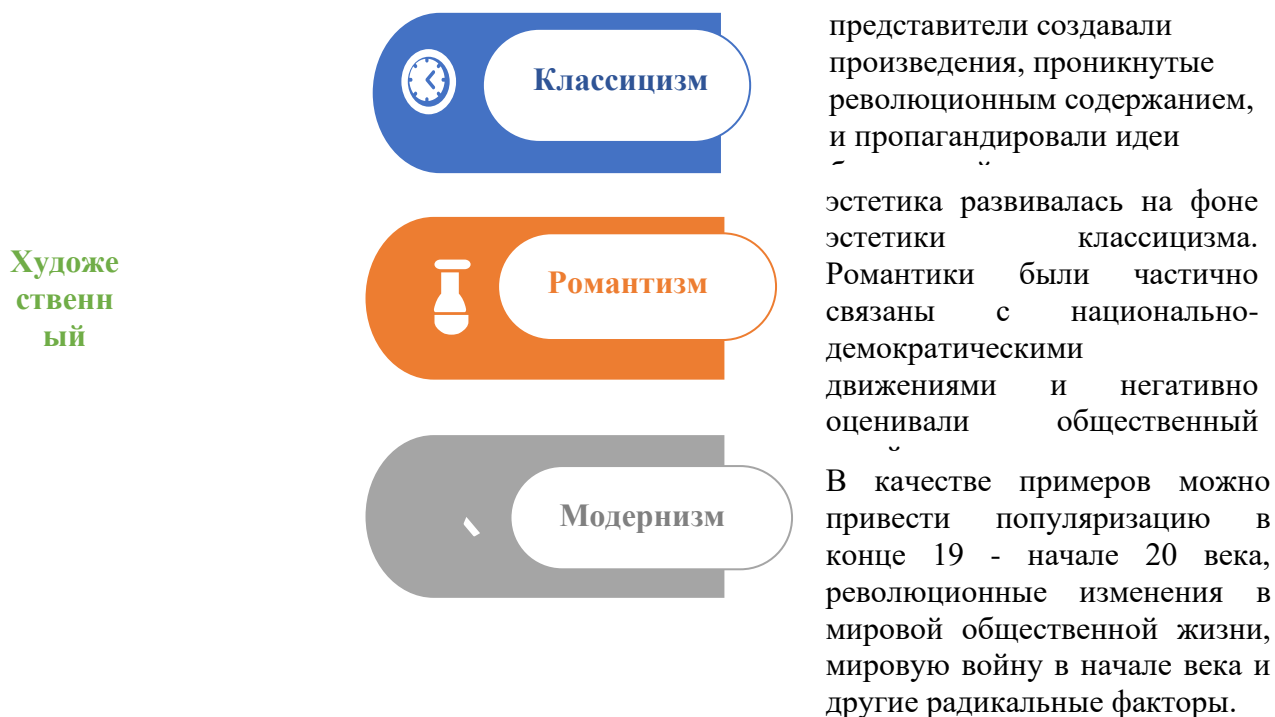 Художе
ственн
ый
Классицизм
представители создавали
произведения, проникнутые
революционным содержанием,
и пропагандировали идеи
Романтизм
эстетика развивалась на фоне
эстетики классицизма.
Романтики были частично
связаны с национально-
демократическими
движениями и негативно
оценивали общественный
Модернизм
В качестве примеров можно
привести популяризацию в
конце 19 - начале 20 века,
революционные изменения в
мировой общественной жизни,
мировую войну в начале века и
другие радикальные факторы.